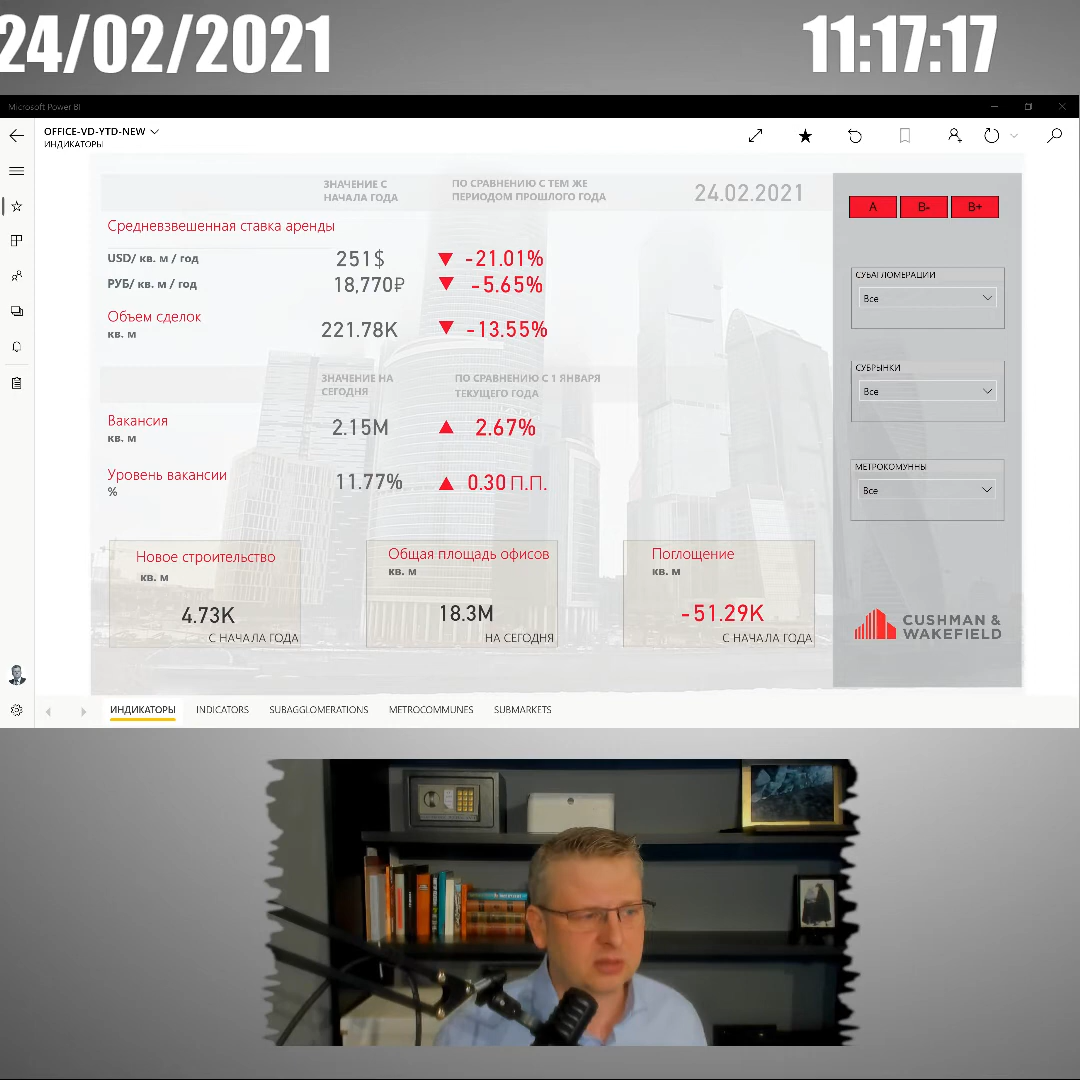 24/02/2021
11:17:17
Microsoft Power BI
OFFICE-VD-YTD-NEW
ИНДИКАТОРЫ
ЗНАЧЕНИЕ С
НАЧАЛА ГОДА
ПО СРАВНЕНИЮ С ТЕМ ЖЕ
ПЕРИОДОМ ПРОШЛОГО ГОДА
24.02.2021
A
B-
B+
Средневзвешенная ставка аренды
USD/ кв. м / год
251$
-21.01%
РУБ/ кв. м / год
18,770₽
-5.65%
Объем сделок
кв. м
221.78K
-13.55%
СУБАГЛОМЕРАЦИИ
Все
СУБРЫНКИ
Все
МЕТРОКОМУННЫ
Все
ЗНАЧЕНИЕ НА
СЕГОДНЯ
ПО СРАВНЕНИЮ С 1 ЯНВАРЯ
ТЕКУЩЕГО ГОДА
Вакансия
кв. м
2.15M
2.67%
Уровень вакансии
%
11.77%
0.30 П.П.
Новое строительство
кв. м
4.73K
С НАЧАЛА ГОДА
Общая площадь офисов
кв. м
18.3M
НА СЕГОДНЯ
Поглощение
кв. м
-51.29K
С НАЧАЛА ГОДА
CUSHMAN &
WAKEFIELD
ИНДИКАТОРЫ
INDICATORS
SUBAGGLOMERATIONS
METROCOMMUNES
SUBMARKETS